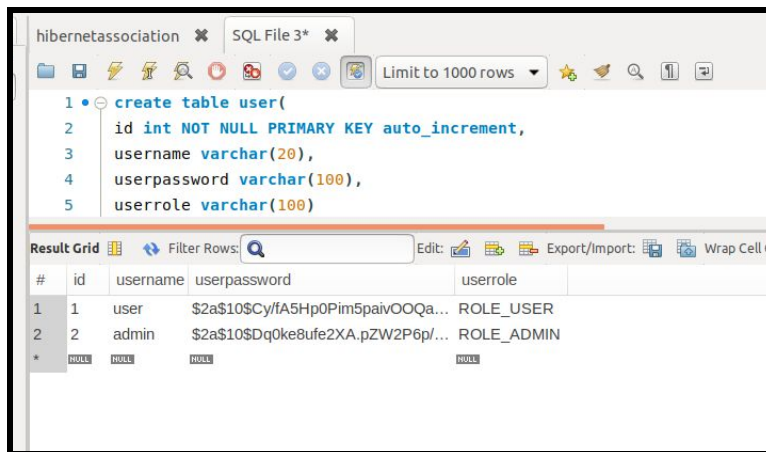 hibernetassociation SQL File 3*
Limit to 1000 rows
1 create table user(
2 id int NOT NULL PRIMARY KEY auto_increment,
3 username varchar(20),
4 userpassword varchar(100),
5 userrole varchar(100)
Result Grid Filter Rows: Edit: Export/Import: Wrap Cell
# id username userpassword userrole
1 1 user $2a$10$Cy/fA5Hp0Pim5paivOOQa... ROLE_USER
2 2 admin $2a$10$Dq0ke8ufe2XA.pZW2P6p/... ROLE_ADMIN
* NULL NULL NULL NULL